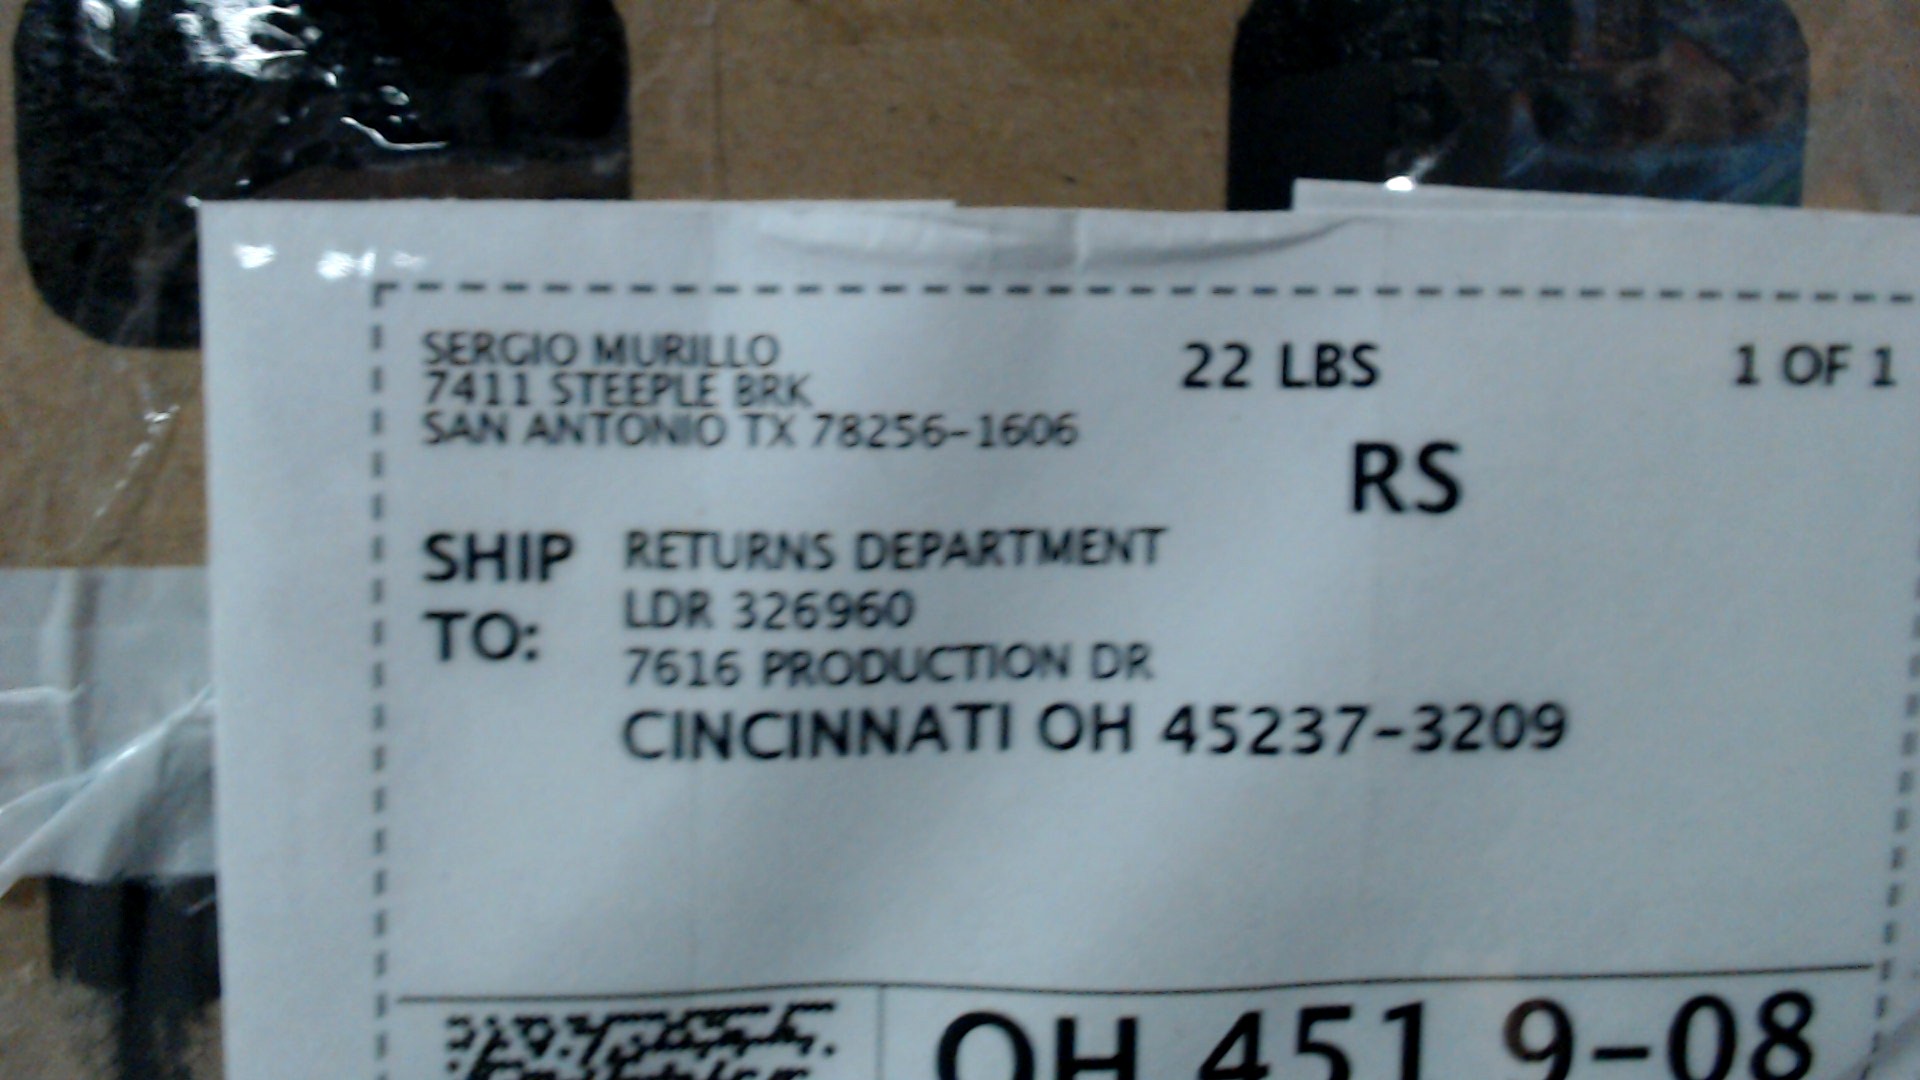 SERGIO MURILLO
7411 STEEPLE BRK
SAN ANTONIO TX 78256-1606
22 LBS
1 OF 1
RS
SHIP TO:
RETURNS DEPARTMENT
LDR 326960
7616 PRODUCTION DR
CINCINNATI OH 45237-3209
OH 451 9-08